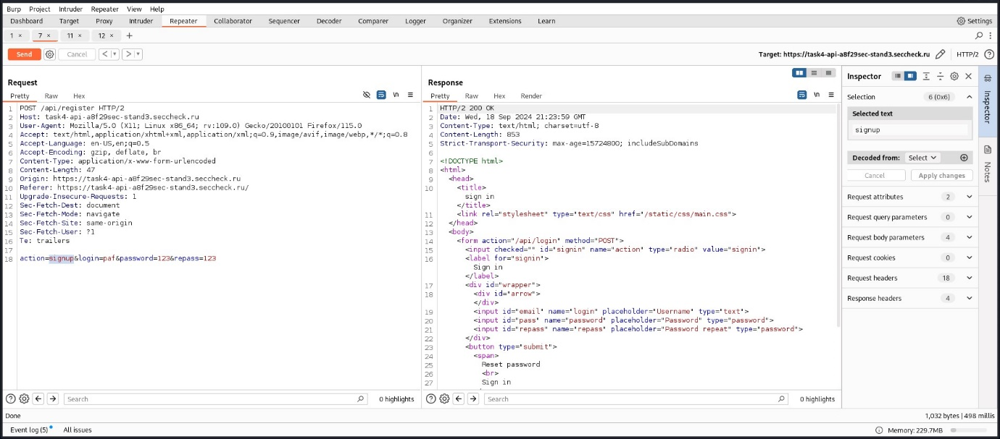 Burp Project Intruder Repeater View Help
Dashboard Target Proxy Intruder Repeater Collaborator Sequencer Decoder Comparer Logger Organizer Extensions Learn Settings
1 × 7 × 11 × 12 × +
Send Cancel < > Target: https://task4-api-a8f29sec-stand3.seccheck.ru HTTP/2
Request
Pretty Raw Hex \n
1 POST /api/register HTTP/2
2 Host: task4-api-a8f29sec-stand3.seccheck.ru
3 User-Agent: Mozilla/5.0 (X11; Linux x86_64; rv:109.0) Gecko/20100101 Firefox/115.0
4 Accept: text/html,application/xhtml+xml,application/xml;q=0.9,image/avif,image/webp,*/*;q=0.8
5 Accept-Language: en-US,en;q=0.5
6 Accept-Encoding: gzip, deflate, br
7 Content-Type: application/x-www-form-urlencoded
8 Content-Length: 47
9 Origin: https://task4-api-a8f29sec-stand3.seccheck.ru
10 Referer: https://task4-api-a8f29sec-stand3.seccheck.ru/
11 Upgrade-Insecure-Requests: 1
12 Sec-Fetch-Dest: document
13 Sec-Fetch-Mode: navigate
14 Sec-Fetch-Site: same-origin
15 Sec-Fetch-User: ?1
16 Te: trailers
17
18 action=signup&login=paf&password=123&repass=123
Search 0 highlights
Response
Pretty Raw Hex Render \n
1 HTTP/2 200 OK
2 Date: Wed, 18 Sep 2024 21:23:59 GMT
3 Content-Type: text/html; charset=utf-8
4 Content-Length: 853
5 Strict-Transport-Security: max-age=15724800; includeSubDomains
6
7 <!DOCTYPE html>
8 <html>
9 <head>
10 <title>
sign in
</title>
11 <link rel="stylesheet" type="text/css" href="/static/css/main.css">
12 </head>
13 <body>
14 <form action="/api/login" method="POST">
15 <input checked="" id="signin" name="action" type="radio" value="signin">
16 <label for="signin">
Sign in
</label>
17 <div id="wrapper">
18 <div id="arrow">
</div>
19 <input id="email" name="login" placeholder="Username" type="text">
20 <input id="pass" name="password" placeholder="Password" type="password">
21 <input id="repass" name="repass" placeholder="Password repeat" type="password">
22 </div>
23 <button type="submit">
24 <span>
25 Reset password
26 <br>
27 Sign in
Search 0 highlights
Inspector
Selection 6 (0x6)
Selected text
signup
Decoded from: Select
Cancel Apply changes
Request attributes 2
Request query parameters 0
Request body parameters 4
Request cookies 0
Request headers 18
Response headers 4
Inspector
Notes
Done 1,032 bytes | 498 millis
Event log (5) All issues Memory: 229.7MB